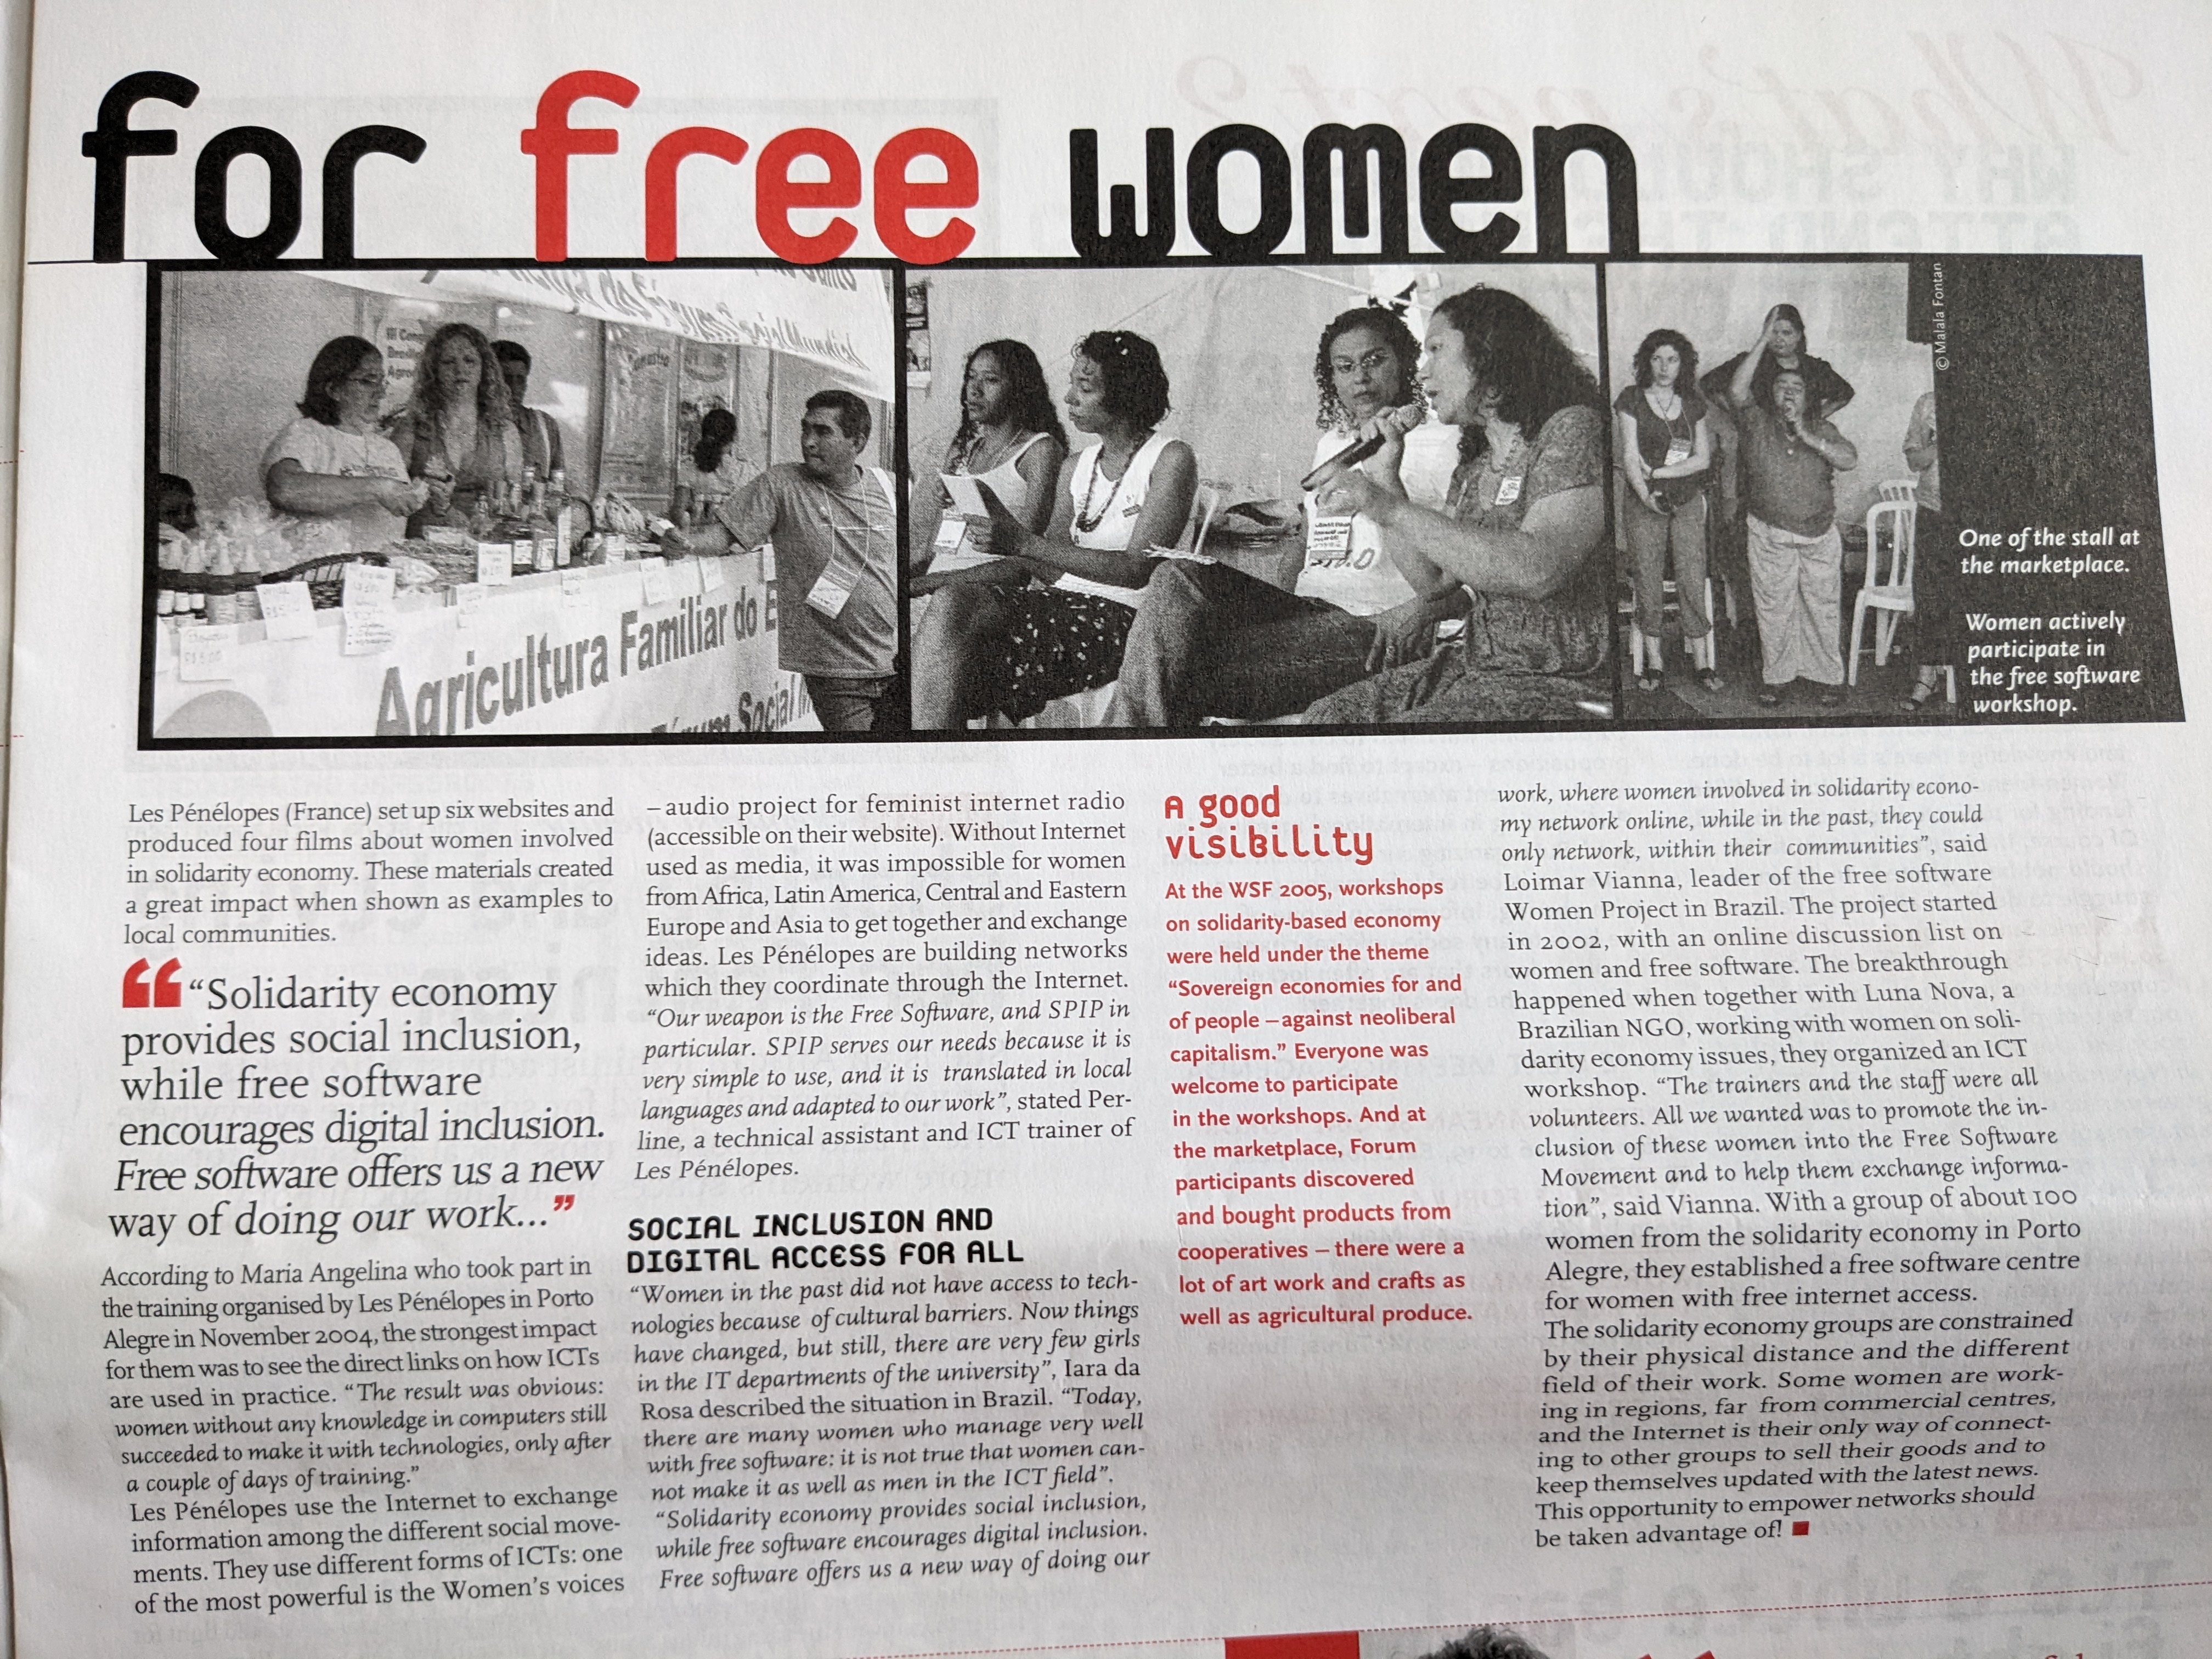 for free women
© Malala Fontan
Agricultura Familiar do E
One of the stall at
the marketplace.
Women actively
participate in
the free software
workshop.
Les Pénélopes (France) set up six websites and
produced four films about women involved
in solidarity economy. These materials created
a great impact when shown as examples to
local communities.
“ “Solidarity economy
provides social inclusion,
while free software
encourages digital inclusion.
Free software offers us a new
way of doing our work...”
According to Maria Angelina who took part in
the training organised by Les Pénélopes in Porto
Alegre in November 2004, the strongest impact
for them was to see the direct links on how ICTs
are used in practice. “The result was obvious:
women without any knowledge in computers still
succeeded to make it with technologies, only after
a couple of days of training.”
Les Pénélopes use the Internet to exchange
information among the different social move-
ments. They use different forms of ICTs: one
of the most powerful is the Women’s voices
– audio project for feminist internet radio
(accessible on their website). Without Internet
used as media, it was impossible for women
from Africa, Latin America, Central and Eastern
Europe and Asia to get together and exchange
ideas. Les Pénélopes are building networks
which they coordinate through the Internet.
“Our weapon is the Free Software, and SPIP in
particular. SPIP serves our needs because it is
very simple to use, and it is translated in local
languages and adapted to our work”, stated Per-
line, a technical assistant and ICT trainer of
Les Pénélopes.
SOCIAL INCLUSION AND
DIGITAL ACCESS FOR ALL
“Women in the past did not have access to tech-
nologies because of cultural barriers. Now things
have changed, but still, there are very few girls
in the IT departments of the university”, Iara da
Rosa described the situation in Brazil. “Today,
there are many women who manage very well
with free software: it is not true that women can-
not make it as well as men in the ICT field”.
“Solidarity economy provides social inclusion,
while free software encourages digital inclusion.
Free software offers us a new way of doing our
A good
visibility
At the WSF 2005, workshops
on solidarity-based economy
were held under the theme
“Sovereign economies for and
of people – against neoliberal
capitalism.” Everyone was
welcome to participate
in the workshops. And at
the marketplace, Forum
participants discovered
and bought products from
cooperatives – there were a
lot of art work and crafts as
well as agricultural produce.
work, where women involved in solidarity econo-
my network online, while in the past, they could
only network, within their communities”, said
Loimar Vianna, leader of the free software
Women Project in Brazil. The project started
in 2002, with an online discussion list on
women and free software. The breakthrough
happened when together with Luna Nova, a
Brazilian NGO, working with women on soli-
darity economy issues, they organized an ICT
workshop. “The trainers and the staff were all
volunteers. All we wanted was to promote the in-
clusion of these women into the Free Software
Movement and to help them exchange informa-
tion”, said Vianna. With a group of about 100
women from the solidarity economy in Porto
Alegre, they established a free software centre
for women with free internet access.
The solidarity economy groups are constrained
by their physical distance and the different
field of their work. Some women are work-
ing in regions, far from commercial centres,
and the Internet is their only way of connect-
ing to other groups to sell their goods and to
keep themselves updated with the latest news.
This opportunity to empower networks should
be taken advantage of!